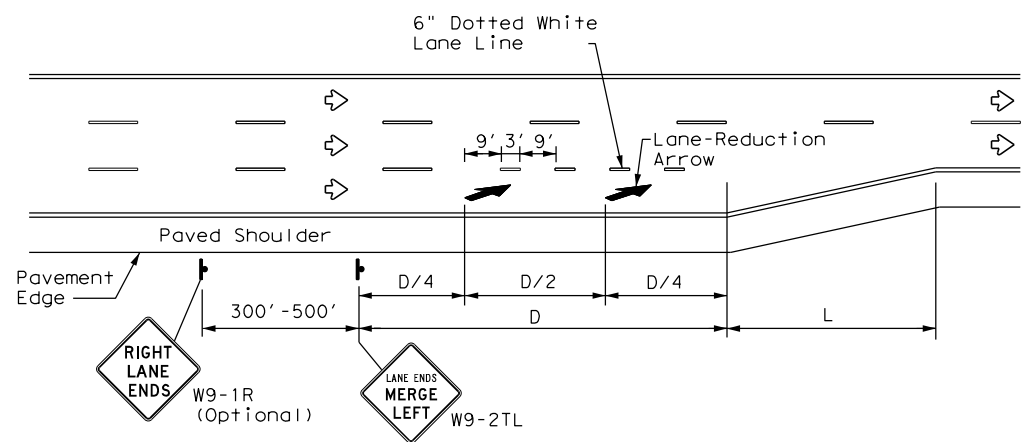 6" Dotted White
Lane Line
9' 3' 9'
Lane-Reduction
Arrow
Paved Shoulder
Pavement
Edge
D/4
D/2
D/4
300'-500'
D
L
RIGHT
LANE
ENDS
W9-1R
(Optional)
LANE ENDS
MERGE
LEFT
W9-2TL